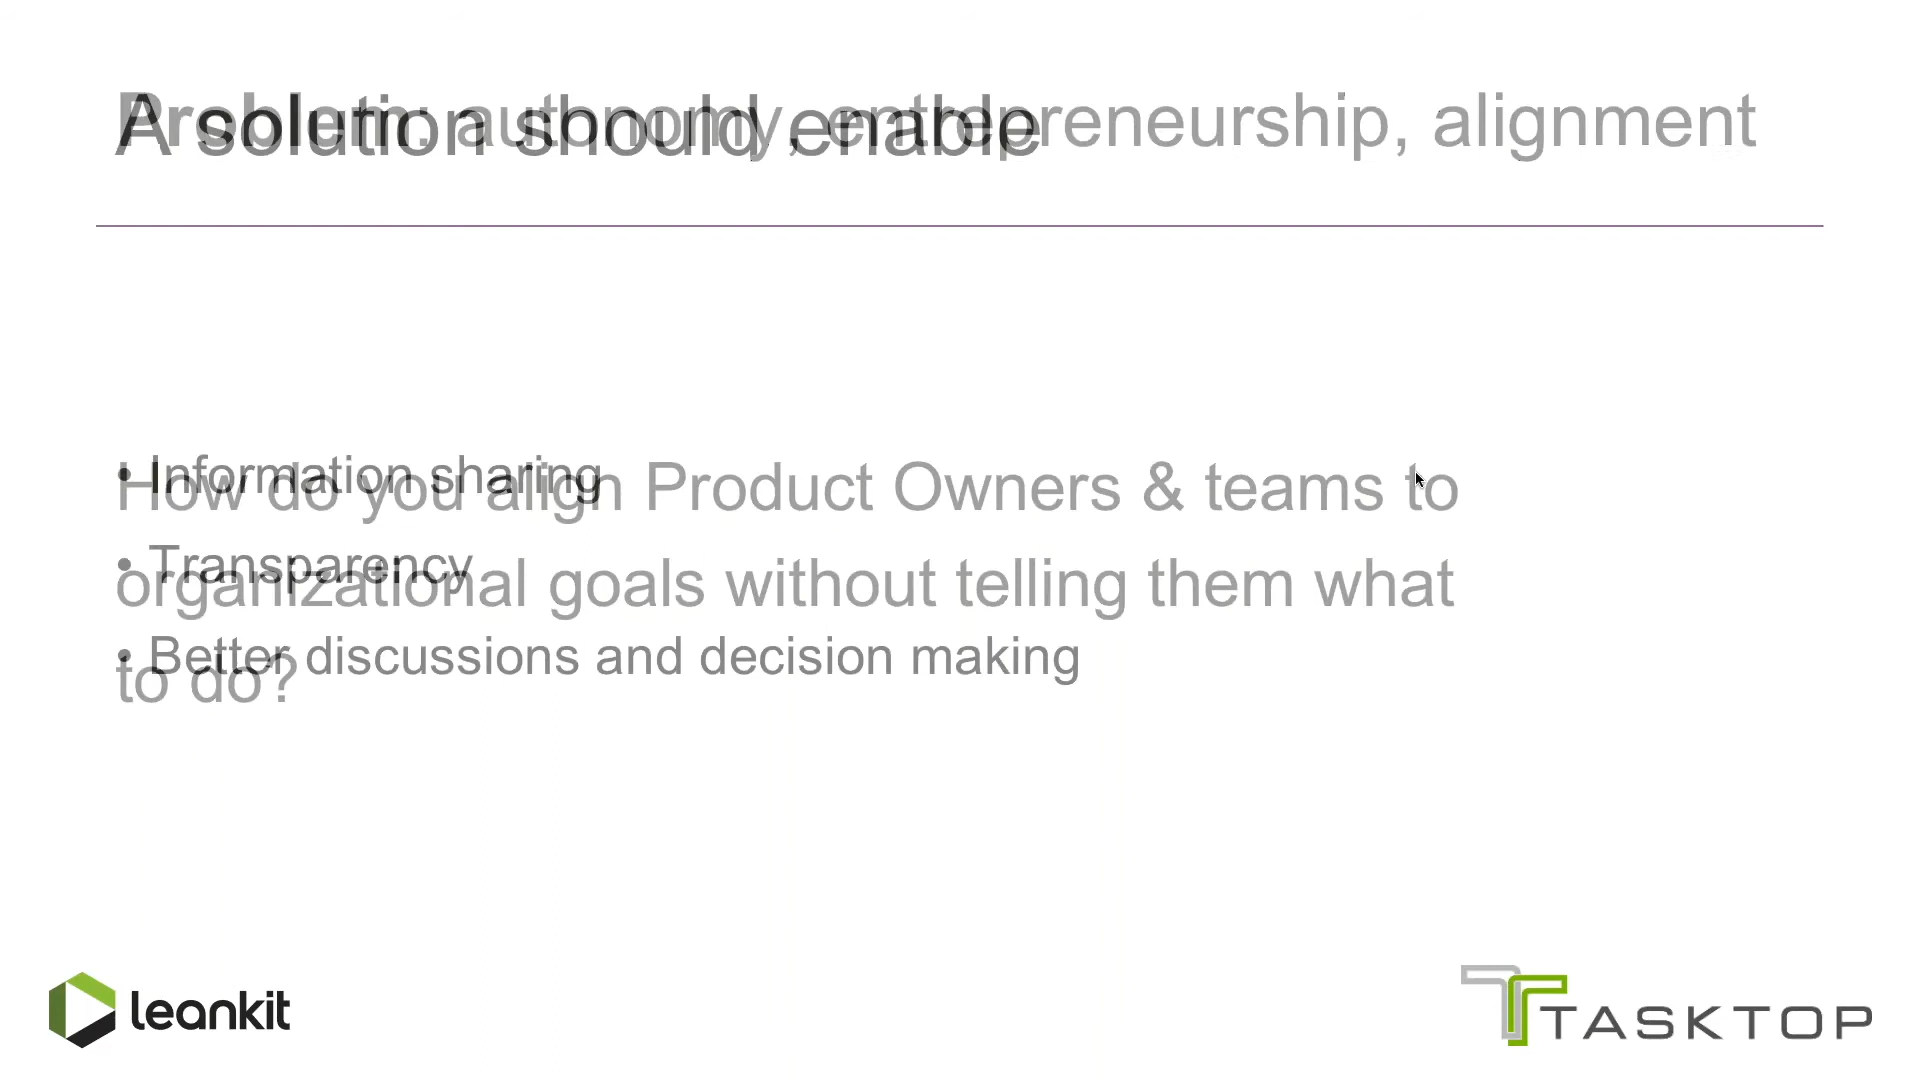 Problem: autonomy, entrepreneurship, alignment
A solution should enable
How do you align Product Owners & teams to
organizational goals without telling them what
to do?
• Information sharing
• Transparency
• Better discussions and decision making
leankit
TASKTOP